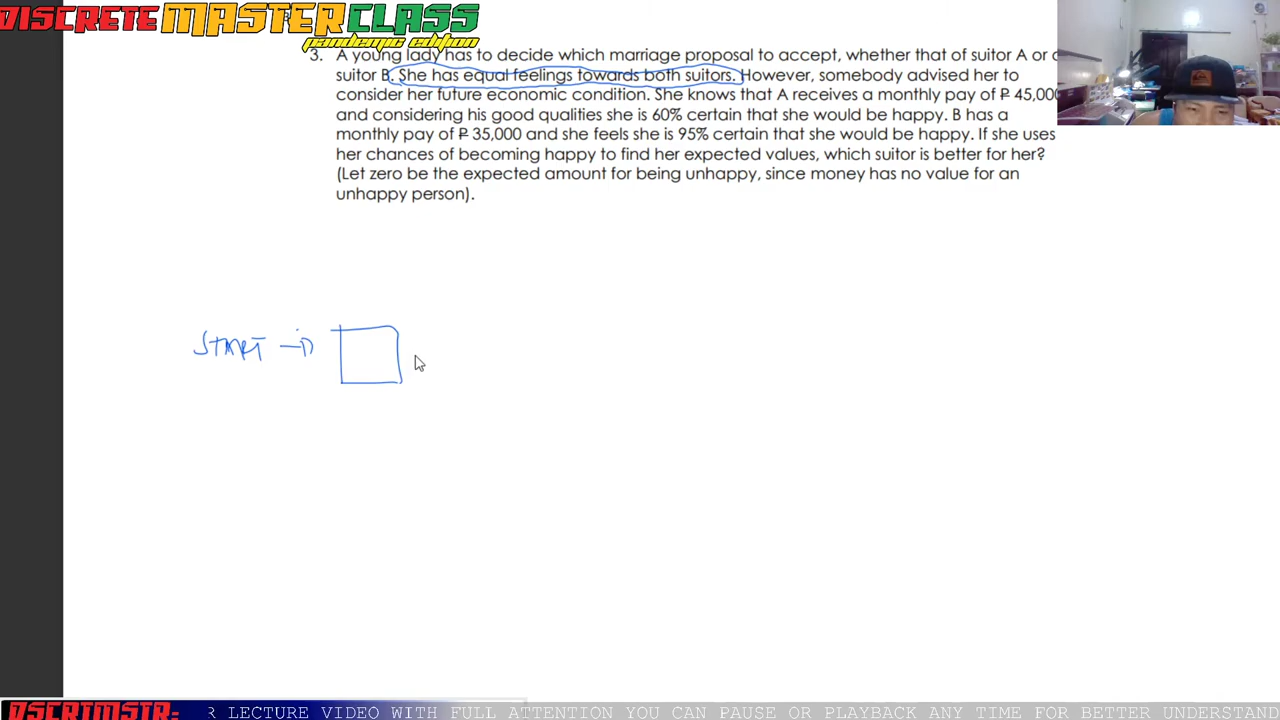 DISCRETE MASTER CLASS
pandemic edition
3. A young lady has to decide which marriage proposal to accept, whether that of suitor A or
suitor B. She has equal feelings towards both suitors. However, somebody advised her to
consider her future economic condition. She knows that A receives a monthly pay of ₱ 45,000
and considering his good qualities she is 60% certain that she would be happy. B has a
monthly pay of ₱ 35,000 and she feels she is 95% certain that she would be happy. If she uses
her chances of becoming happy to find her expected values, which suitor is better for her?
(Let zero be the expected amount for being unhappy, since money has no value for an
unhappy person).
START
DSCRTMSTR: R LECTURE VIDEO WITH FULL ATTENTION YOU CAN PAUSE OR PLAYBACK ANY TIME FOR BETTER UNDERSTAND